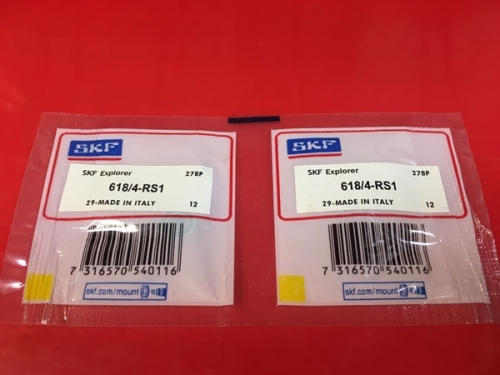 SKF
SKF Explorer 278P
618/4-RS1
29-MADE IN ITALY 12
7 316570 540116
skf.com/mount
SKF
SKF Explorer 278P
618/4-RS1
29-MADE IN ITALY 12
7 316570 540116
skf.com/mount